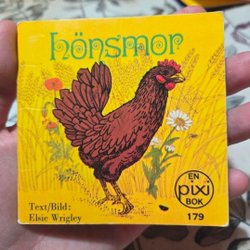 hönsmor
Text/Bild:
Elsie Wrigley
EN
pixi
BOK
179